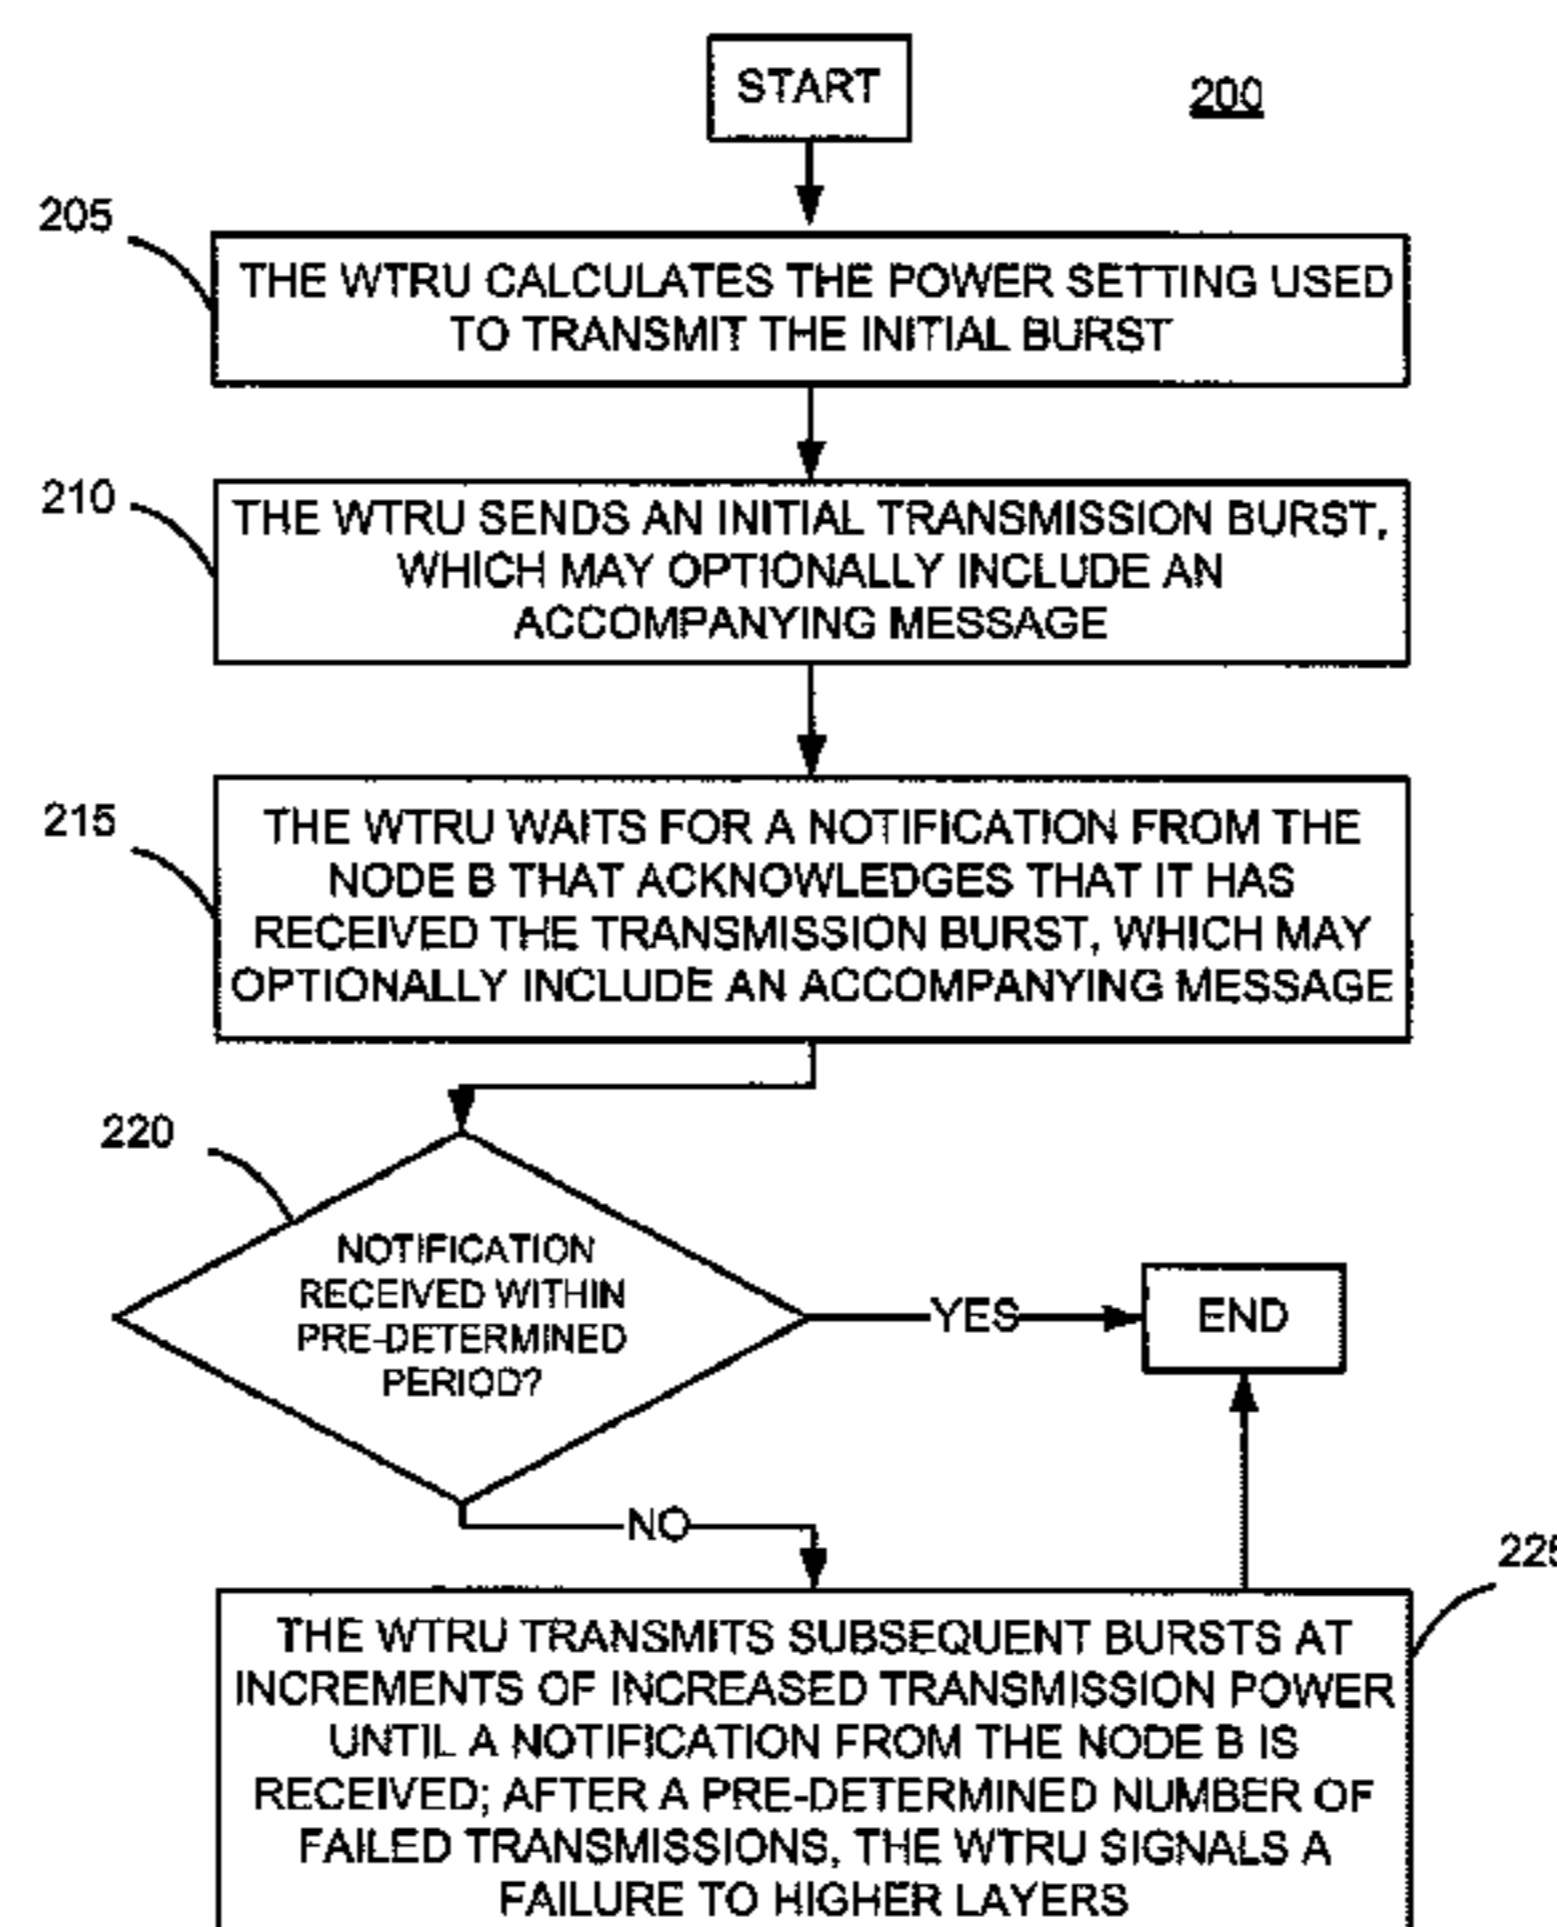 START
200
205
THE WTRU CALCULATES THE POWER SETTING USED
TO TRANSMIT THE INITIAL BURST
210
THE WTRU SENDS AN INITIAL TRANSMISSION BURST,
WHICH MAY OPTIONALLY INCLUDE AN
ACCOMPANYING MESSAGE
215
THE WTRU WAITS FOR A NOTIFICATION FROM THE
NODE B THAT ACKNOWLEDGES THAT IT HAS
RECEIVED THE TRANSMISSION BURST, WHICH MAY
OPTIONALLY INCLUDE AN ACCOMPANYING MESSAGE
220
NOTIFICATION
RECEIVED WITHIN
PRE-DETERMINED
PERIOD?
YES
END
NO
225
THE WTRU TRANSMITS SUBSEQUENT BURSTS AT
INCREMENTS OF INCREASED TRANSMISSION POWER
UNTIL A NOTIFICATION FROM THE NODE B IS
RECEIVED; AFTER A PRE-DETERMINED NUMBER OF
FAILED TRANSMISSIONS, THE WTRU SIGNALS A
FAILURE TO HIGHER LAYERS